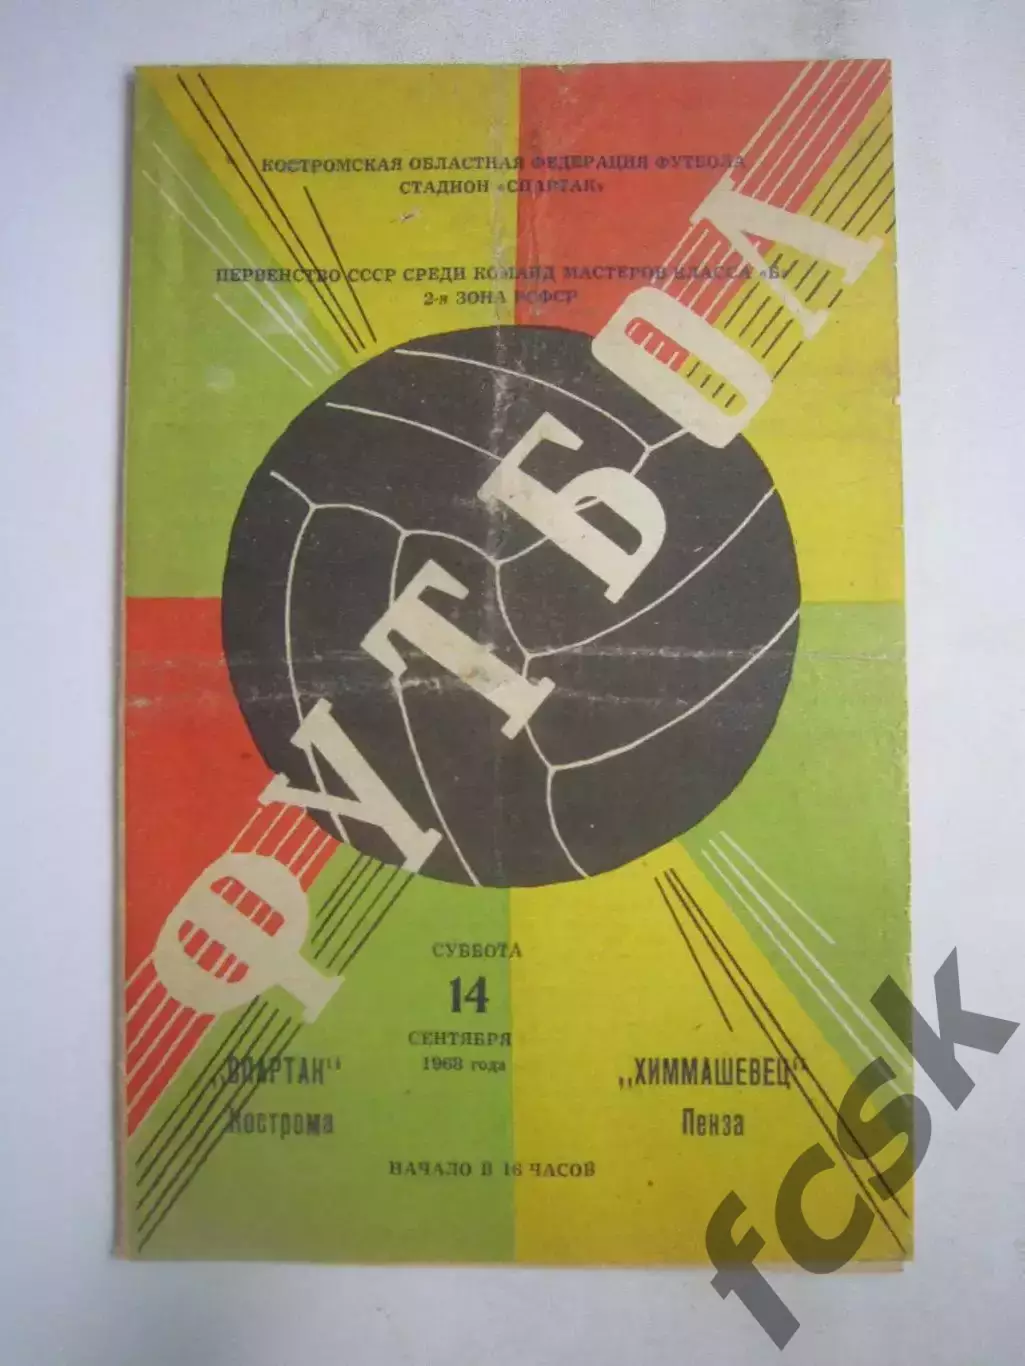 КОСТРОМСКАЯ ОБЛАСТНАЯ ФЕДЕРАЦИЯ ФУТБОЛА
СТАДИОН «СПАРТАК»
ПЕРВЕНСТВО СССР СРЕДИ КОМАНД МАСТЕРОВ КЛАССА «Б»
2-я ЗОНА РСФСР
ФУТБОЛ
СУББОТА
14
СЕНТЯБРЯ
1968 года
„СПАРТАК"
Кострома
„ХИММАШЕВЕЦ"
Пенза
НАЧАЛО В 16 ЧАСОВ
fcsk